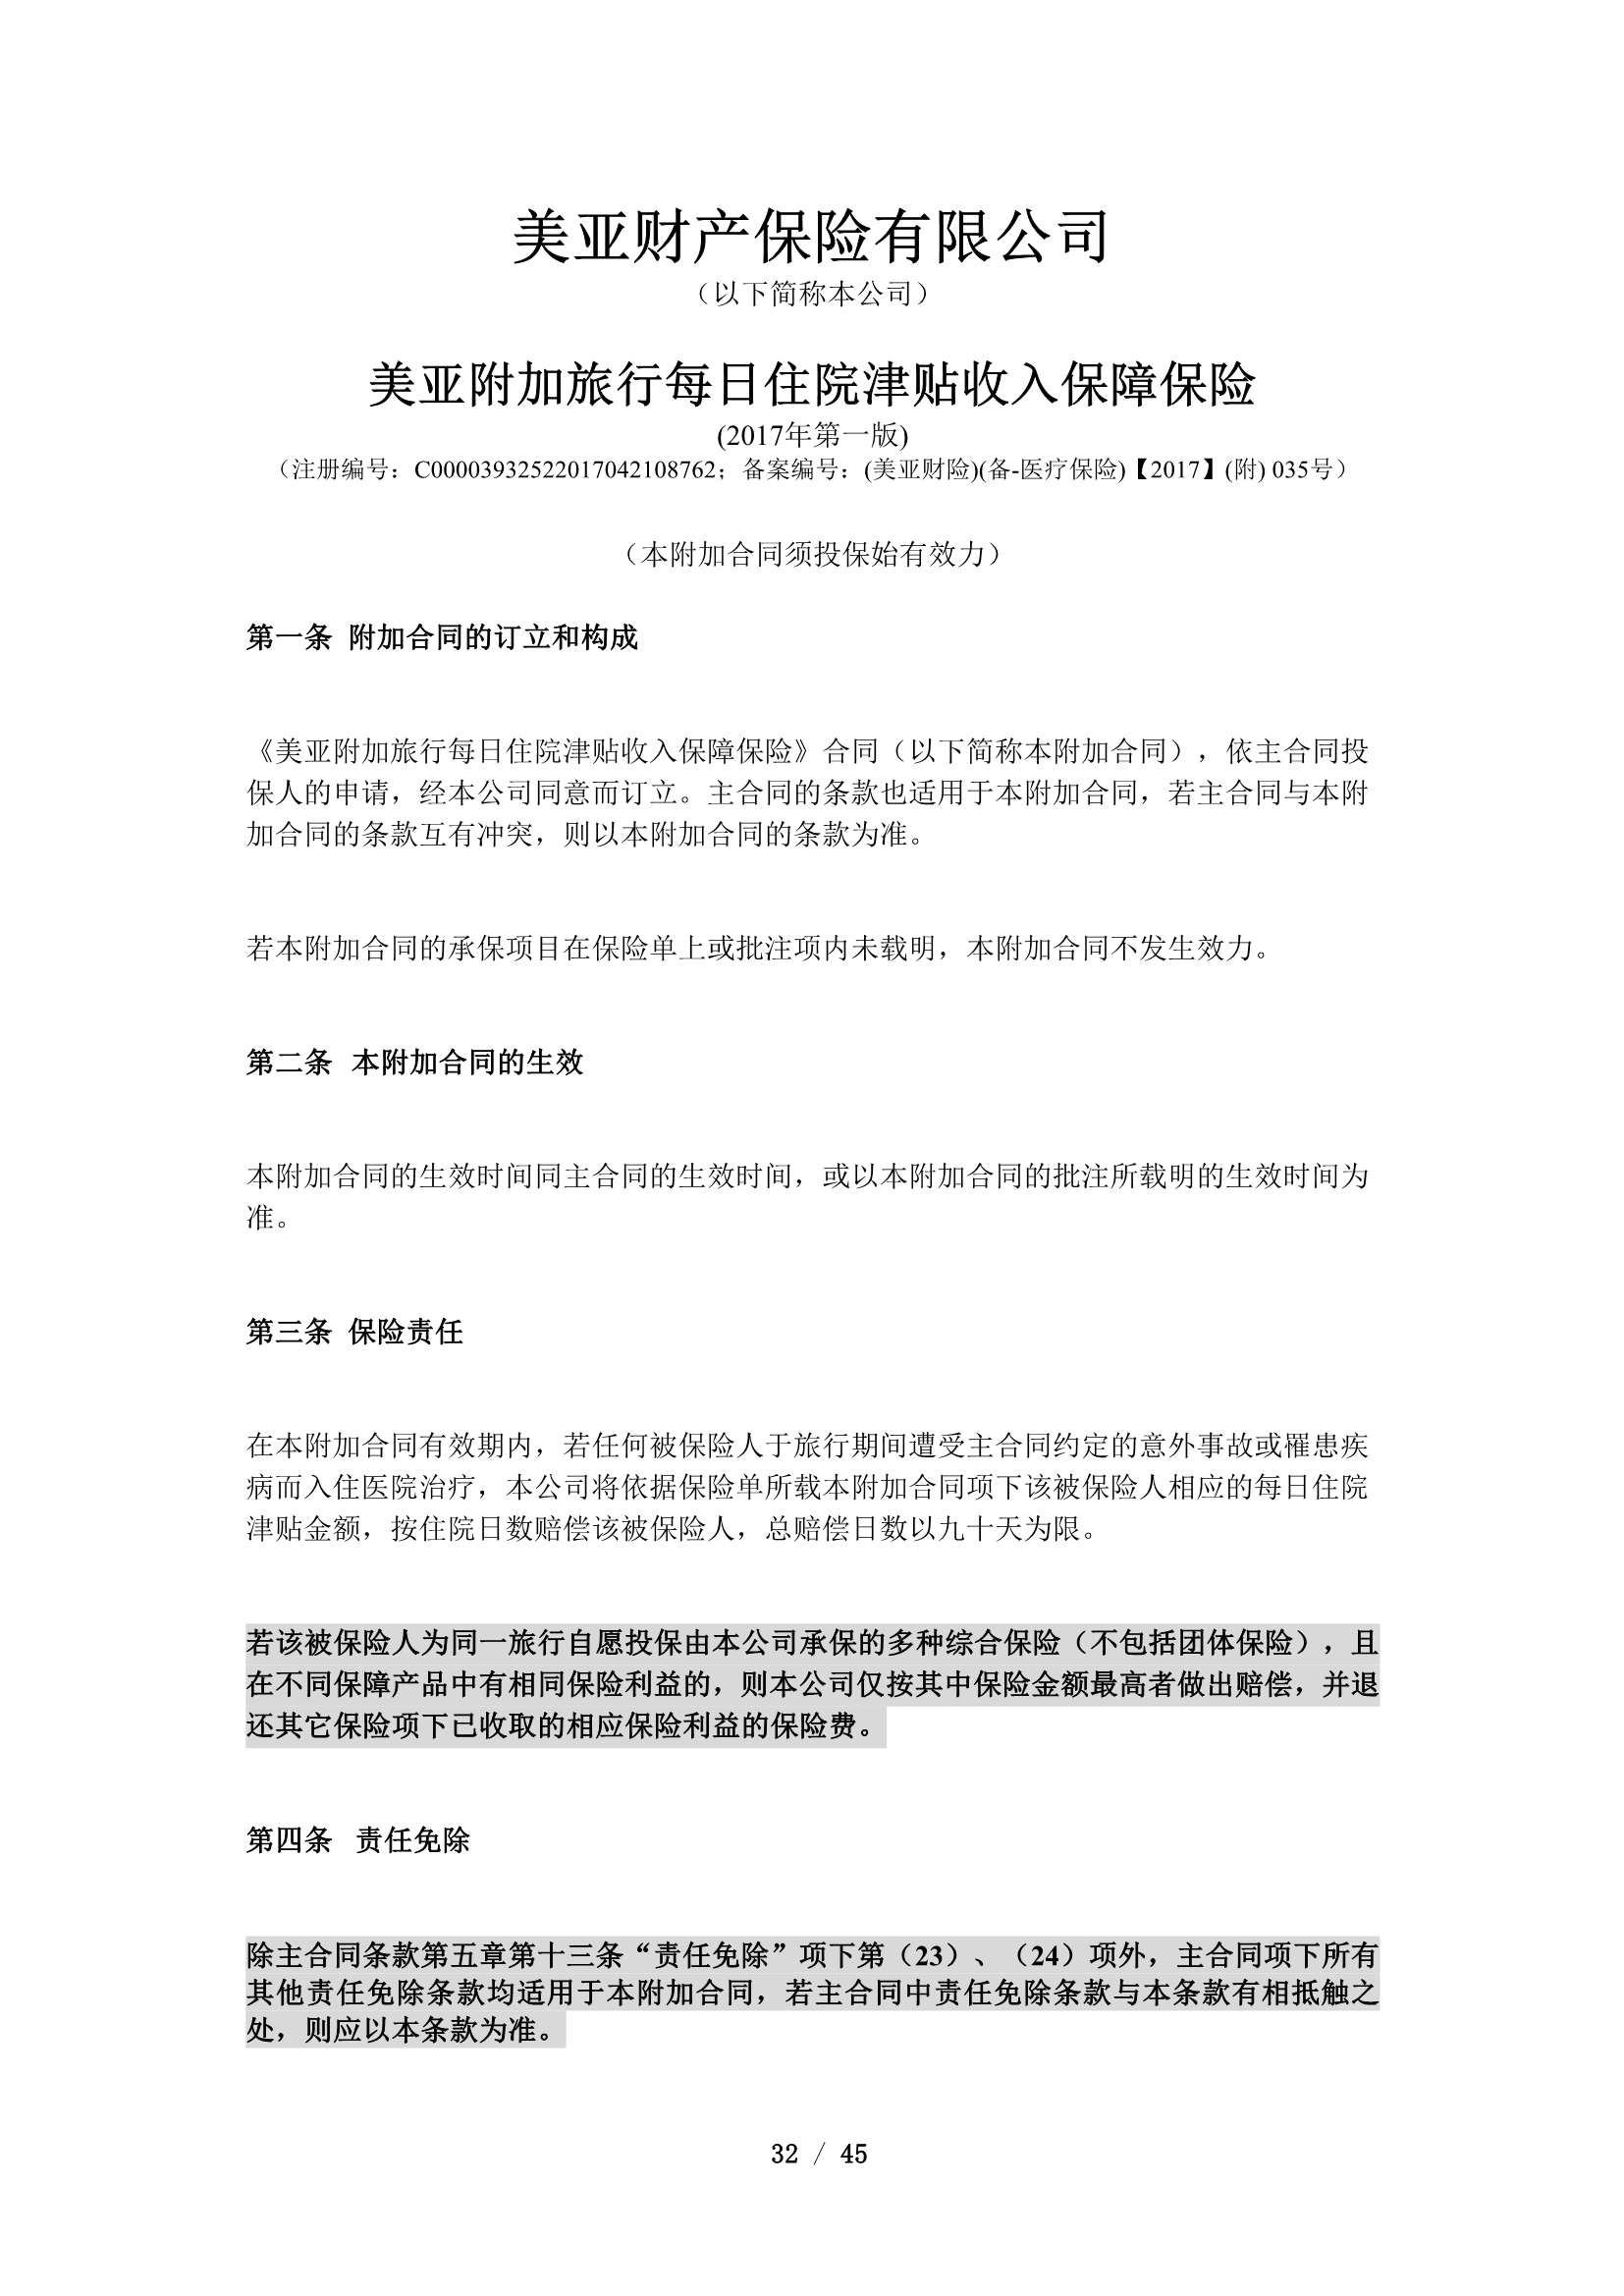 美亚财产保险有限公司
（以下简称本公司）
美亚附加旅行每日住院津贴收入保障保险
(2017年第一版)
（注册编号：C00003932522017042108762；备案编号：(美亚财险)(备-医疗保险)【2017】(附) 035号）
（本附加合同须投保始有效力）
第一条 附加合同的订立和构成
《美亚附加旅行每日住院津贴收入保障保险》合同（以下简称本附加合同），依主合同投
保人的申请，经本公司同意而订立。主合同的条款也适用于本附加合同，若主合同与本附
加合同的条款互有冲突，则以本附加合同的条款为准。
若本附加合同的承保项目在保险单上或批注项内未载明，本附加合同不发生效力。
第二条 本附加合同的生效
本附加合同的生效时间同主合同的生效时间，或以本附加合同的批注所载明的生效时间为
准。
第三条 保险责任
在本附加合同有效期内，若任何被保险人于旅行期间遭受主合同约定的意外事故或罹患疾
病而入住医院治疗，本公司将依据保险单所载本附加合同项下该被保险人相应的每日住院
津贴金额，按住院日数赔偿该被保险人，总赔偿日数以九十天为限。
若该被保险人为同一旅行自愿投保由本公司承保的多种综合保险（不包括团体保险），且
在不同保障产品中有相同保险利益的，则本公司仅按其中保险金额最高者做出赔偿，并退
还其它保险项下已收取的相应保险利益的保险费。
第四条 责任免除
除主合同条款第五章第十三条“责任免除”项下第（23）、（24）项外，主合同项下所有
其他责任免除条款均适用于本附加合同，若主合同中责任免除条款与本条款有相抵触之
处，则应以本条款为准。
32 / 45